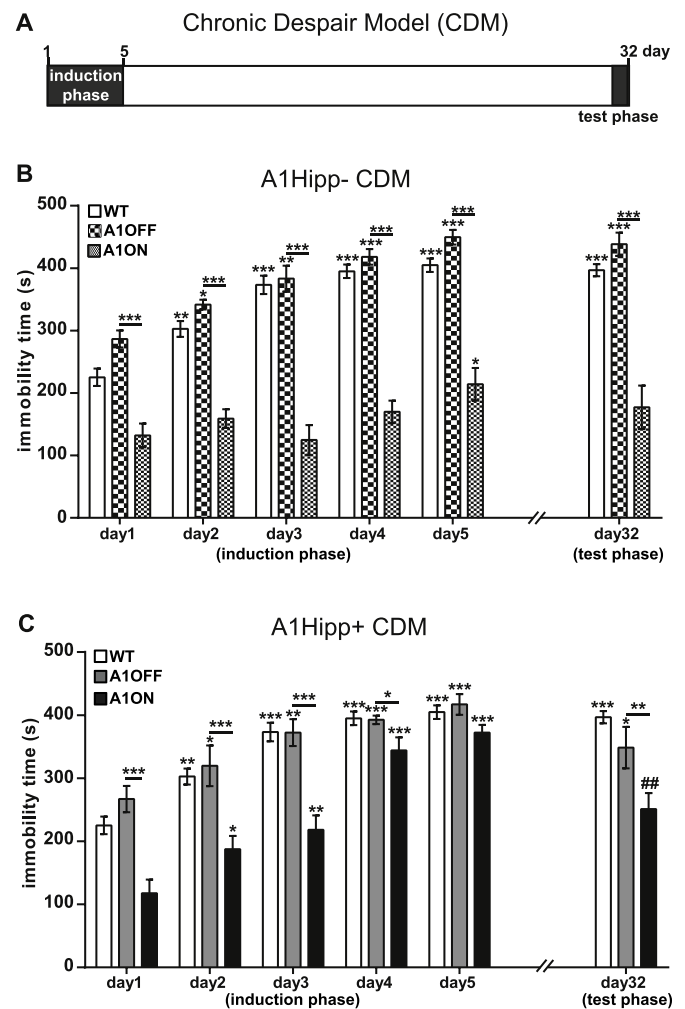 A
Chronic Despair Model (CDM)
1 5 32 day
induction
phase
test phase
B
A1Hipp- CDM
WT
A1OFF
A1ON
immobility time (s)
500
400
300
200
100
0
***
** * ***
*** ** ***
*** *** ***
*** *** *** *
*** *** ***
day1 day2 day3 day4 day5 day32
(induction phase) (test phase)
C
A1Hipp+ CDM
WT
A1OFF
A1ON
immobility time (s)
500
400
300
200
100
0
***
** * *** *
*** ** *** **
*** *** * ***
*** *** ***
*** * ** ##
day1 day2 day3 day4 day5 day32
(induction phase) (test phase)